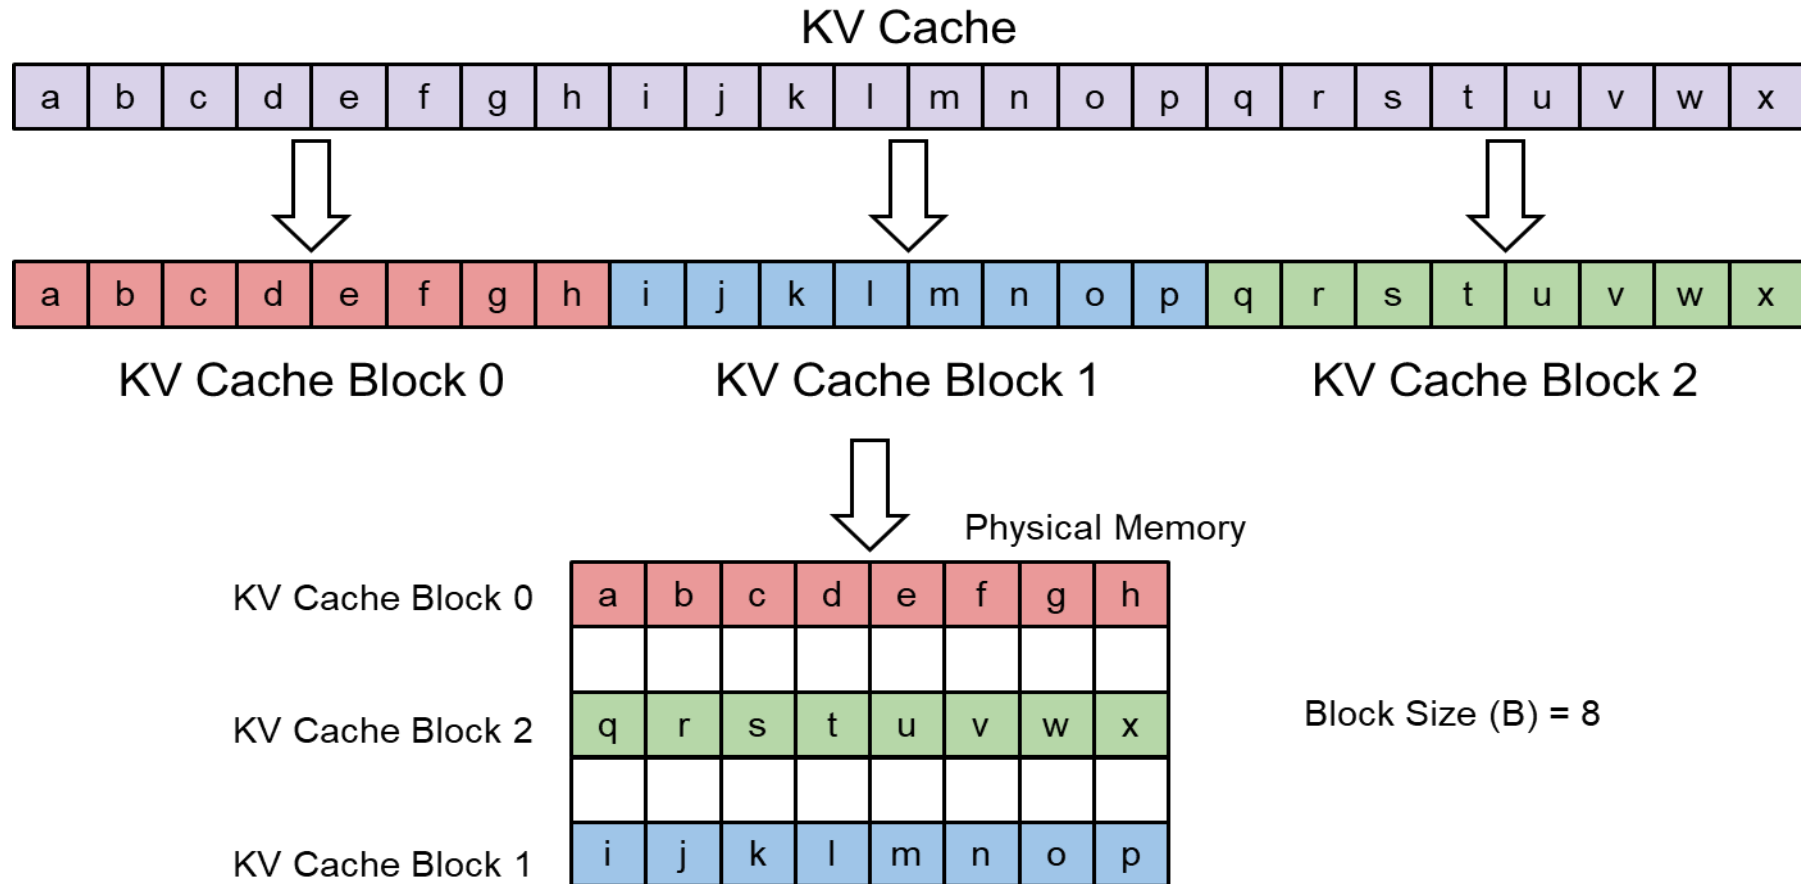 KV Cache
a b c d e f g h i j k l m n o p q r s t u v w x
a b c d e f g h i j k l m n o p q r s t u v w x
KV Cache Block 0 KV Cache Block 1 KV Cache Block 2
Physical Memory
KV Cache Block 0 a b c d e f g h
KV Cache Block 2 q r s t u v w x
Block Size (B) = 8
KV Cache Block 1 i j k l m n o p